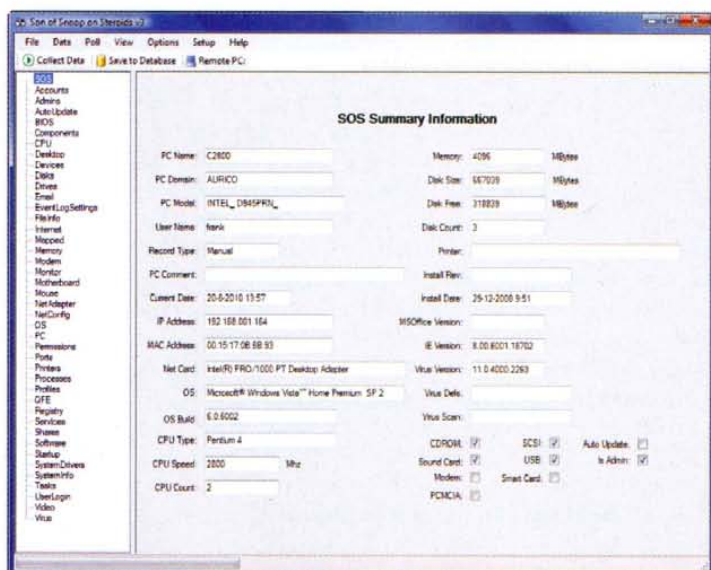 Son of Snoop on Steroids v3
File Data Poll View Options Setup Help
Collect Data Save to Database Remote PC:
SOS
Accounts
Admins
AutoUpdate
BIOS
Components
CPU
Desktop
Devices
Disks
Drives
Email
EventLogSettings
FileInfo
Internet
Mapped
Memory
Modem
Monitor
Motherboard
Mouse
NetAdapter
NetConfig
OS
PC
Permissions
Ports
Printers
Processes
Profiles
QFE
Registry
Services
Shares
Software
Startup
SystemDrivers
SystemInfo
Tasks
UserLogin
Video
Virus
SOS Summary Information
PC Name: C2800
PC Domain: AURICO
PC Model: INTEL_ D845PRN_
User Name: frank
Record Type: Manual
PC Comment:
Current Date: 20-8-2010 13:57
IP Address: 192.168.001.164
MAC Address: 00:15:17:0B:9B:93
Net Card: Intel(R) PRO/1000 PT Desktop Adapter
OS: Microsoft® Windows Vista™ Home Premium SP 2
OS Build: 6.0.6002
CPU Type: Pentium 4
CPU Speed: 2800 Mhz
CPU Count: 2
Memory: 4096 MBytes
Disk Size: 667039 MBytes
Disk Free: 318839 MBytes
Disk Count: 3
Printer:
Install Rev:
Install Date: 29-12-2008 9:51
MSOffice Version:
IE Version: 8.00.6001.18702
Virus Version: 11.0.4000.2263
Virus Defs:
Virus Scan:
CDROM: SCSI: Auto Update:
Sound Card: USB: Is Admin:
Modem: Smart Card:
PCMCIA: